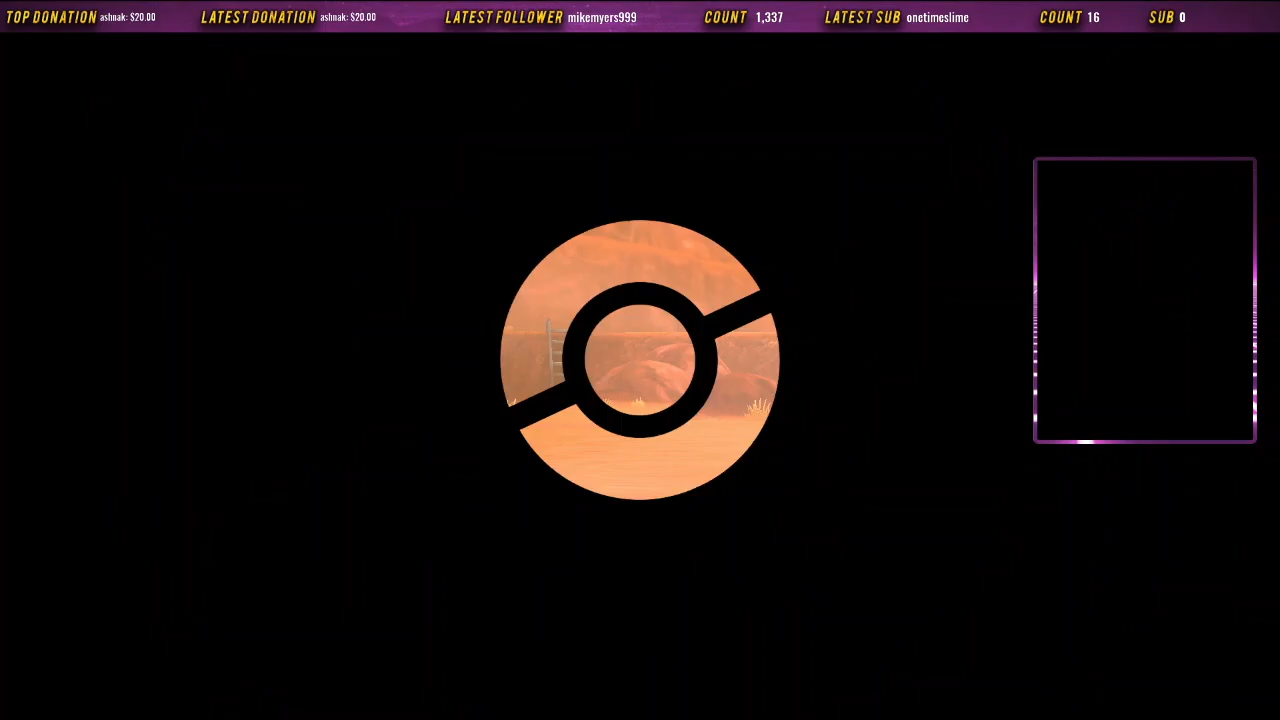 TOP DONATION ashnak: $20.00 LATEST DONATION ashnak: $20.00 LATEST FOLLOWER mikemyers999 COUNT 1,337 LATEST SUB onetimeslime COUNT 16 SUB 0